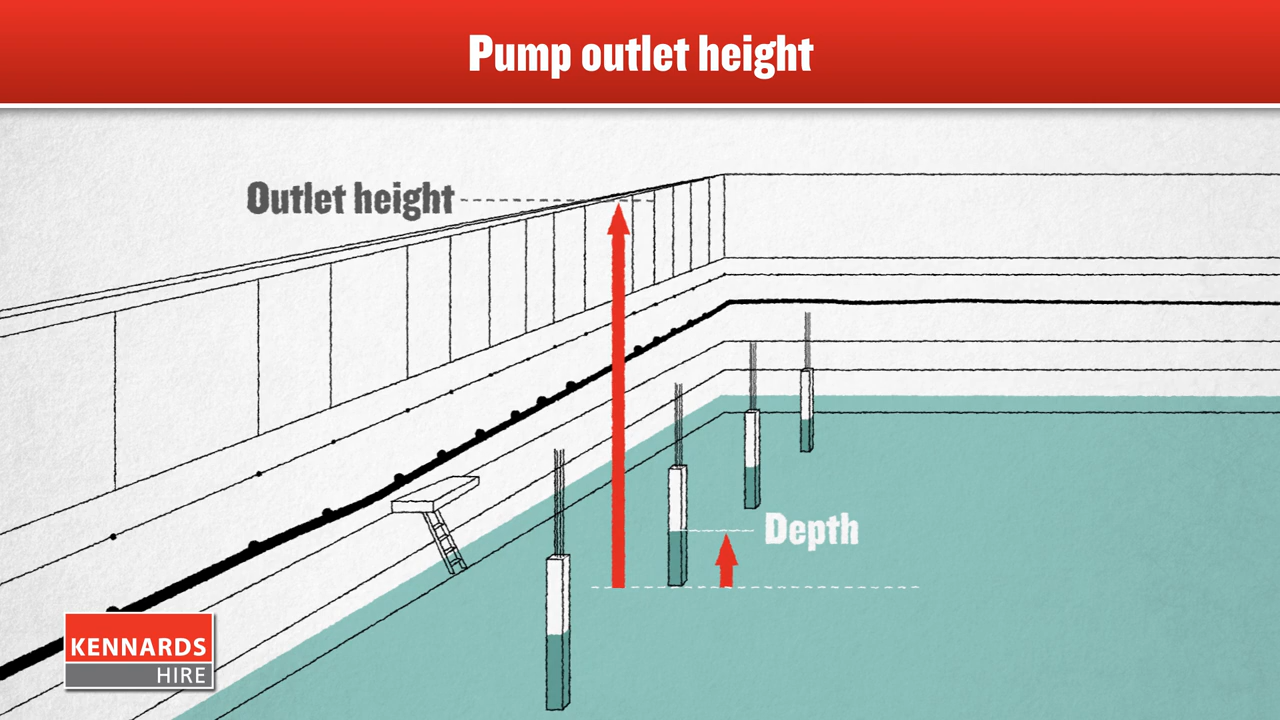 Pump outlet height
Outlet height
Depth
KENNARDS
HIRE